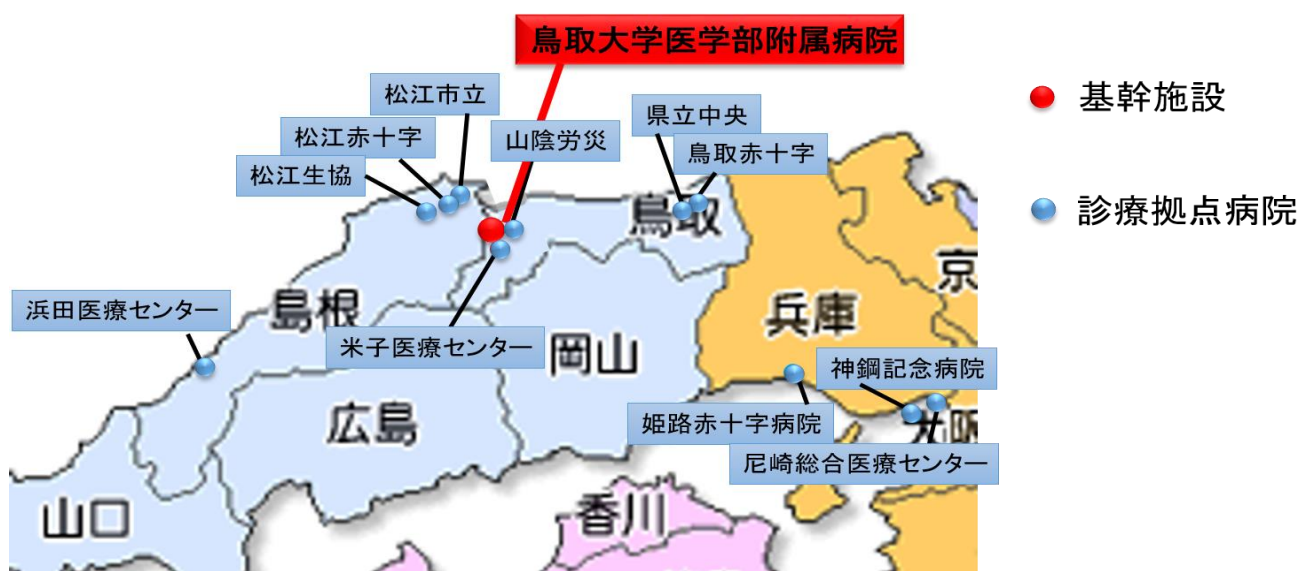 鳥取大学医学部附属病院
松江市立
松江赤十字
松江生協
山陰労災
県立中央
鳥取赤十字
基幹施設
診療拠点病院
鳥取
京
浜田医療センター
島根
米子医療センター
岡山
兵庫
神鋼記念病院
広島
姫路赤十字病院
大阪
尼崎総合医療センター
山口
香川